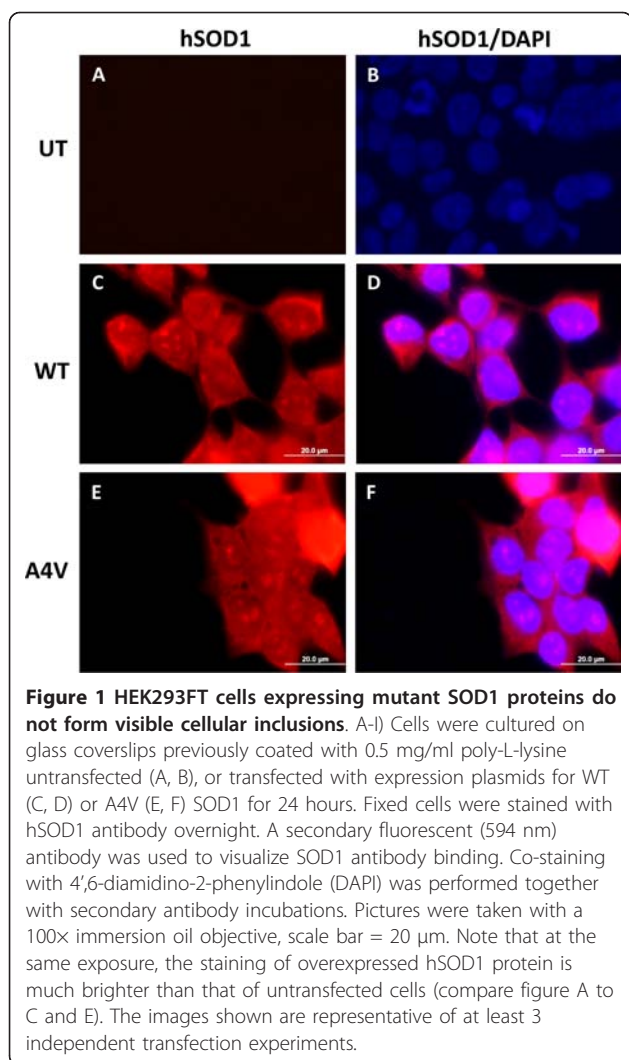 hSOD1 hSOD1/DAPI
A B
UT
C D
WT
20.0 µm 20.0 µm
E F
A4V
20.0 µm 20.0 µm
Figure 1 HEK293FT cells expressing mutant SOD1 proteins do
not form visible cellular inclusions. A-I) Cells were cultured on
glass coverslips previously coated with 0.5 mg/ml poly-L-lysine
untransfected (A, B), or transfected with expression plasmids for WT
(C, D) or A4V (E, F) SOD1 for 24 hours. Fixed cells were stained with
hSOD1 antibody overnight. A secondary fluorescent (594 nm)
antibody was used to visualize SOD1 antibody binding. Co-staining
with 4′,6-diamidino-2-phenylindole (DAPI) was performed together
with secondary antibody incubations. Pictures were taken with a
100× immersion oil objective, scale bar = 20 μm. Note that at the
same exposure, the staining of overexpressed hSOD1 protein is
much brighter than that of untransfected cells (compare figure A to
C and E). The images shown are representative of at least 3
independent transfection experiments.